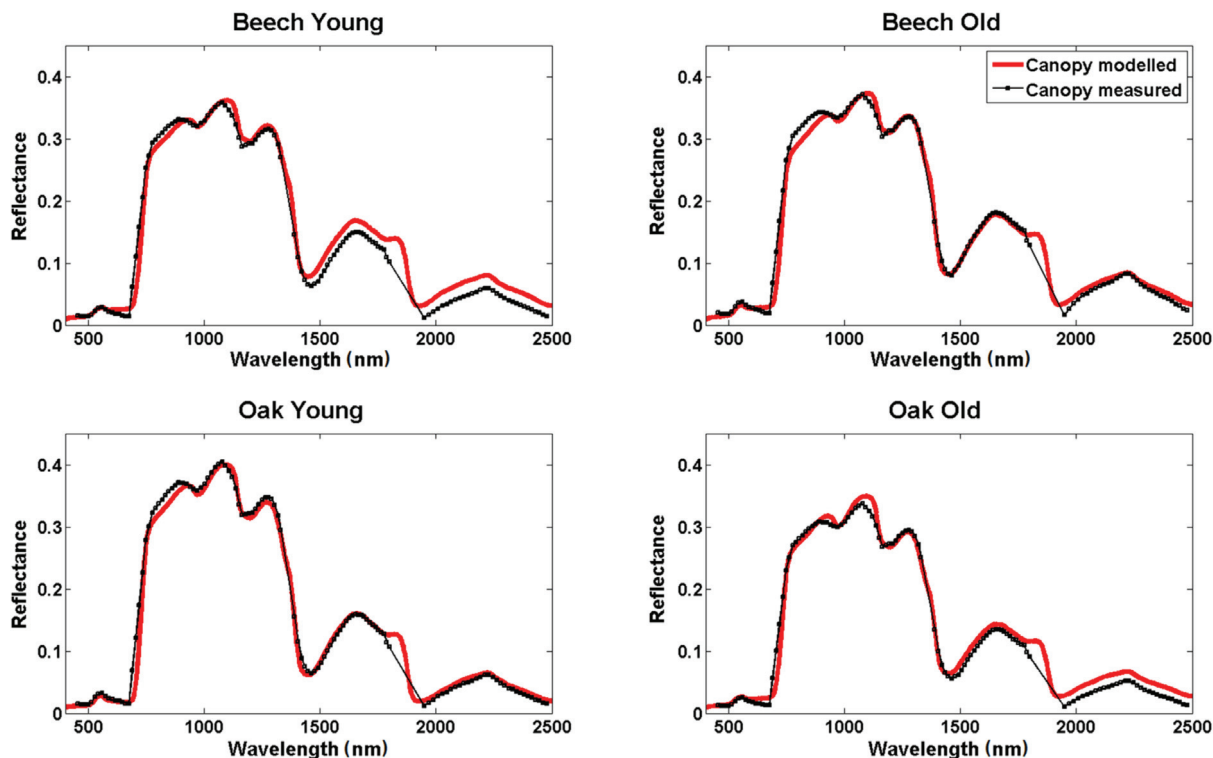 Beech Young
Beech Old
0.4
0.3
0.2
0.1
0
Reflectance
500 1000 1500 2000 2500
Wavelength (nm)
0.4
0.3
0.2
0.1
0
Reflectance
Canopy modelled
Canopy measured
500 1000 1500 2000 2500
Wavelength (nm)
Oak Young
Oak Old
0.4
0.3
0.2
0.1
0
Reflectance
500 1000 1500 2000 2500
Wavelength (nm)
0.4
0.3
0.2
0.1
0
Reflectance
500 1000 1500 2000 2500
Wavelength (nm)